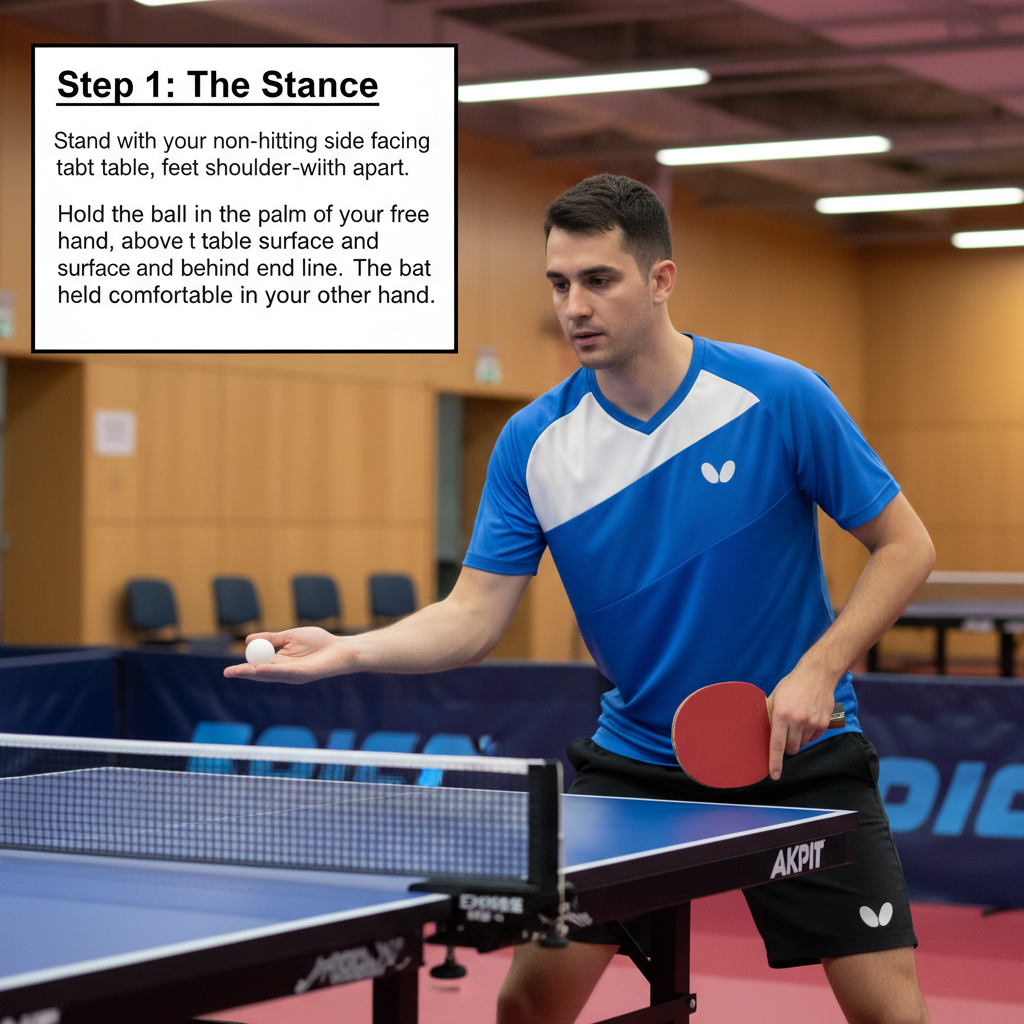 Step 1: The Stance
Stand with your non-hitting side facing
tabt table, feet shoulder-wiith apart.
Hold the ball in the palm of your free
hand, above t table surface and
surface and behind end line. The bat
held comfortable in your other hand.
AKPIT